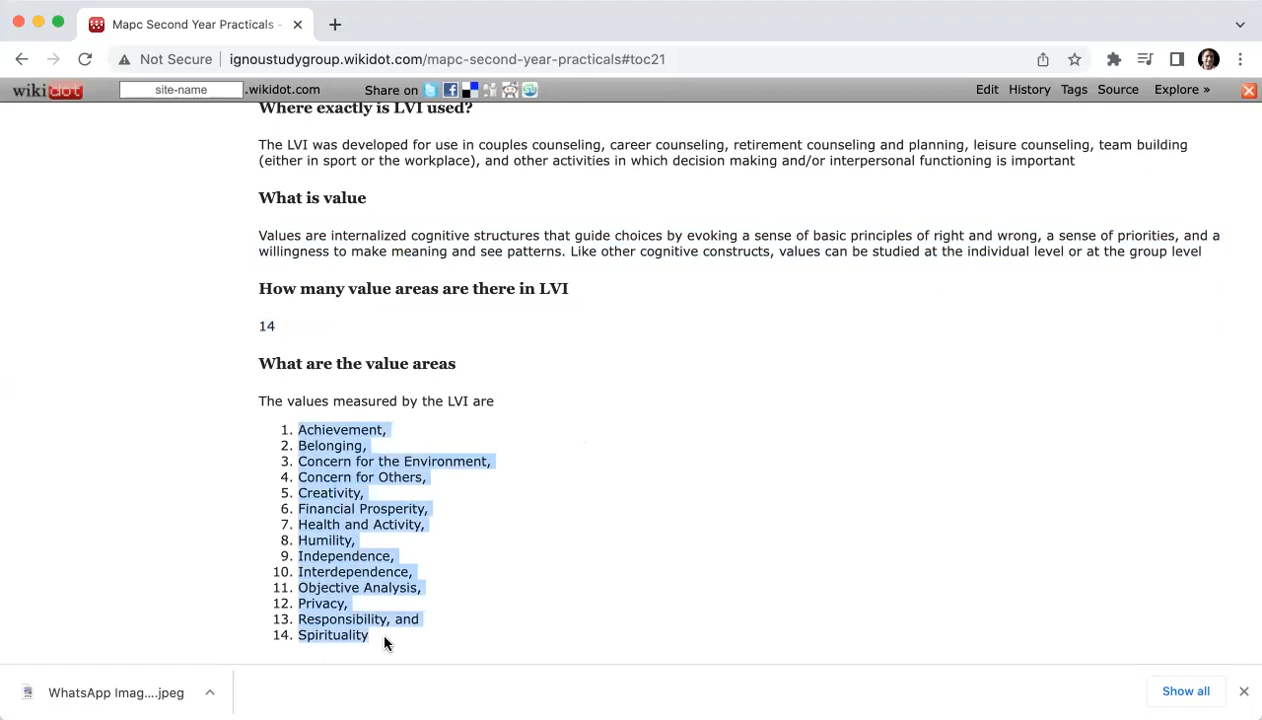 Mapc Second Year Practicals -
Not Secure
ignoustudygroup.wikidot.com/mapc-second-year-practicals#toc21
wikidot
site-name
.wikidot.com
Share on
Edit
History
Tags
Source
Explore »
Where exactly is LVI used?
The LVI was developed for use in couples counseling, career counseling, retirement counseling and planning, leisure counseling, team building
(either in sport or the workplace), and other activities in which decision making and/or interpersonal functioning is important
What is value
Values are internalized cognitive structures that guide choices by evoking a sense of basic principles of right and wrong, a sense of priorities, and a
willingness to make meaning and see patterns. Like other cognitive constructs, values can be studied at the individual level or at the group level
How many value areas are there in LVI
14
What are the value areas
The values measured by the LVI are
1. Achievement,
2. Belonging,
3. Concern for the Environment,
4. Concern for Others,
5. Creativity,
6. Financial Prosperity,
7. Health and Activity,
8. Humility,
9. Independence,
10. Interdependence,
11. Objective Analysis,
12. Privacy,
13. Responsibility, and
14. Spirituality
WhatsApp Imag....jpeg
Show all